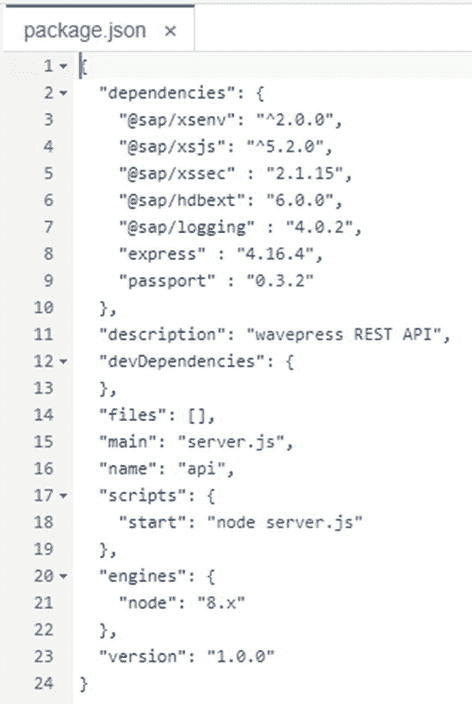 package.json ×
1 {
2 "dependencies": {
3 "@sap/xsenv": "^2.0.0",
4 "@sap/xsjs": "^5.2.0",
5 "@sap/xssec" : "2.1.15",
6 "@sap/hdbext": "6.0.0",
7 "@sap/logging" : "4.0.2",
8 "express" : "4.16.4",
9 "passport" : "0.3.2"
10 },
11 "description": "wavepress REST API",
12 "devDependencies": {
13 },
14 "files": [],
15 "main": "server.js",
16 "name": "api",
17 "scripts": {
18 "start": "node server.js"
19 },
20 "engines": {
21 "node": "8.x"
22 },
23 "version": "1.0.0"
24 }